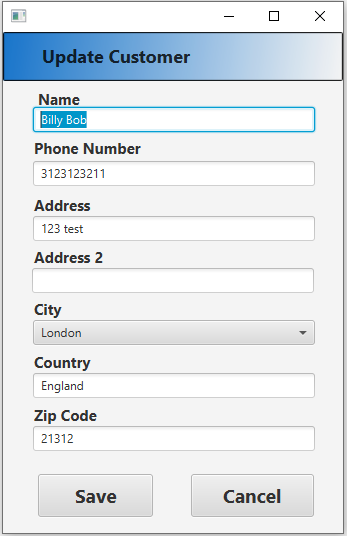 Update Customer
Name
Billy Bob
Phone Number
3123123211
Address
123 test
Address 2
City
London
Country
England
Zip Code
21312
Save Cancel